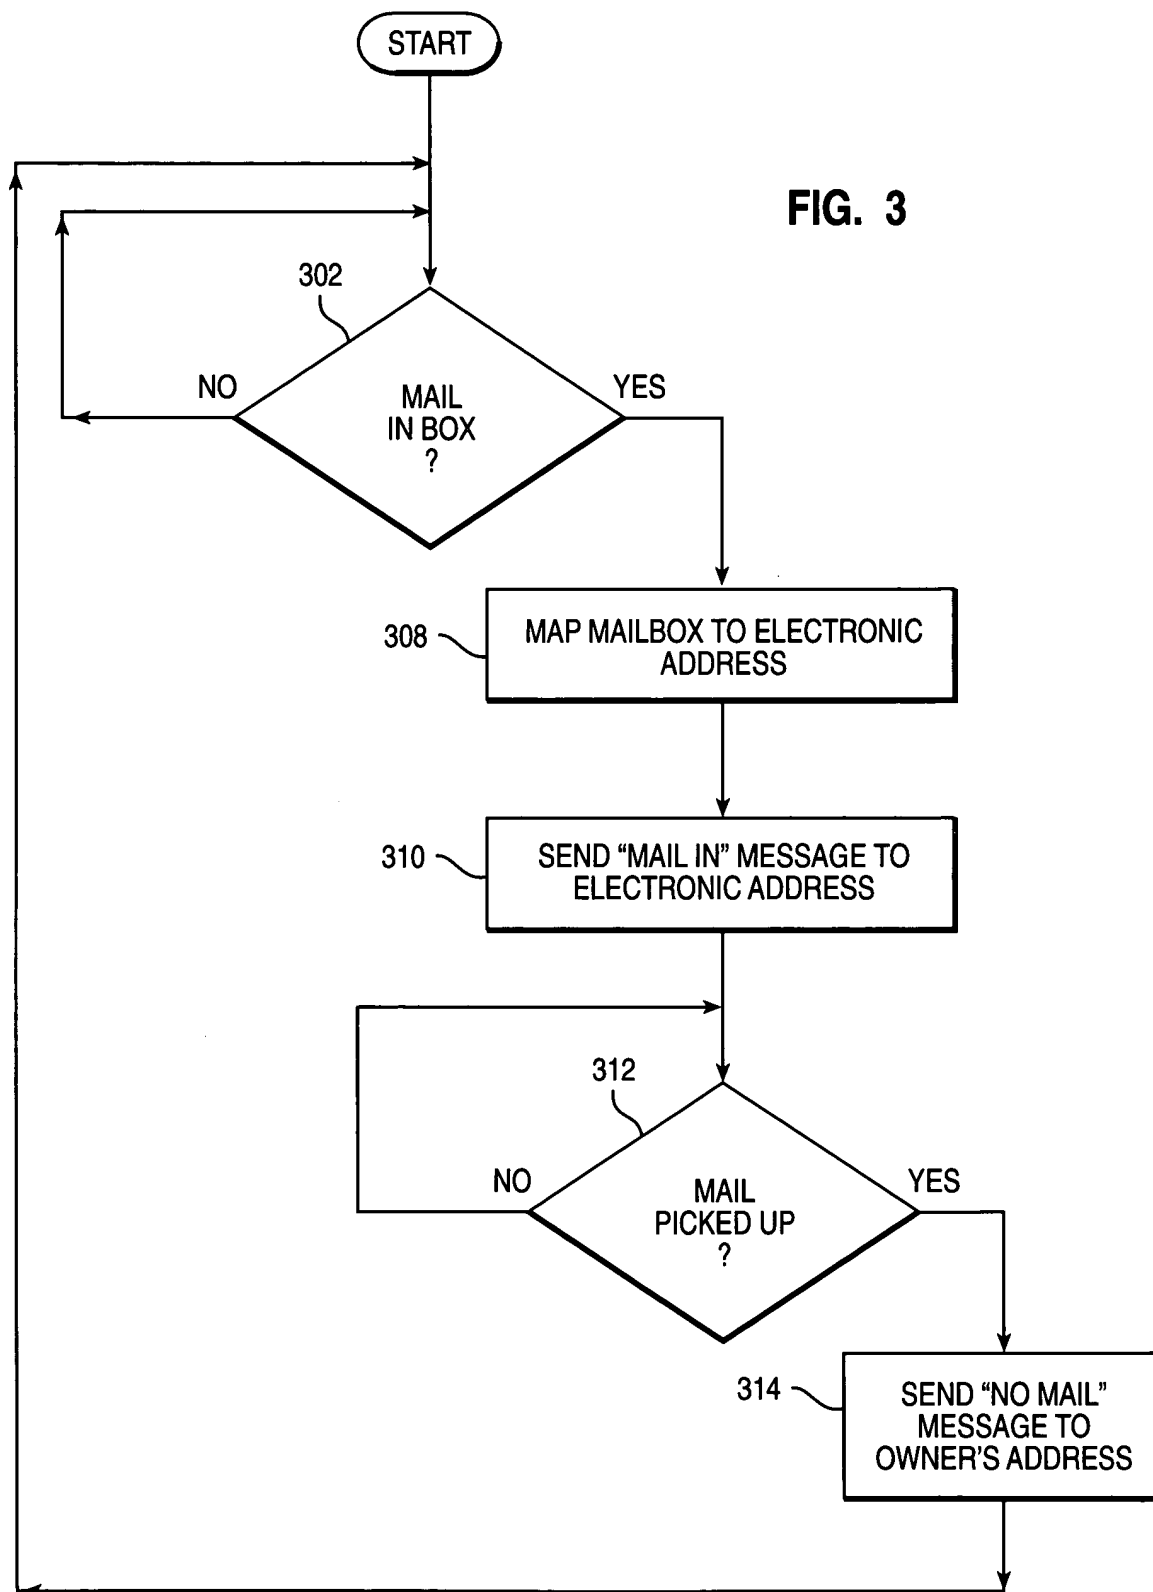 START
FIG. 3
302
NO
YES
MAIL
IN BOX
?
308
MAP MAILBOX TO ELECTRONIC
ADDRESS
310
SEND “MAIL IN” MESSAGE TO
ELECTRONIC ADDRESS
312
NO
YES
MAIL
PICKED UP
?
314
SEND “NO MAIL”
MESSAGE TO
OWNER’S ADDRESS